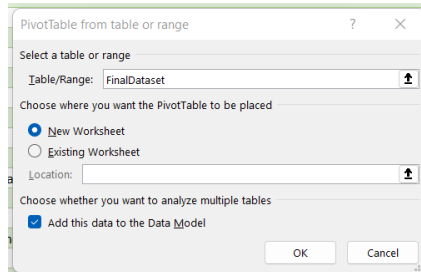 PivotTable from table or range ? ×
Select a table or range
Table/Range: FinalDataset
Choose where you want the PivotTable to be placed
New Worksheet
Existing Worksheet
Location:
Choose whether you want to analyze multiple tables
Add this data to the Data Model
OK Cancel